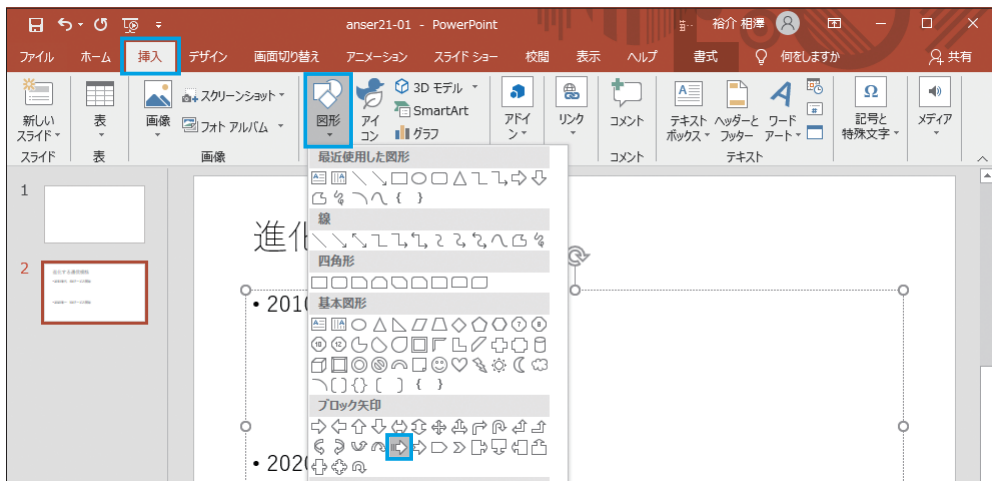 anser21-01 - PowerPoint
裕介 相澤
ファイル
ホーム
挿入
デザイン
画面切り替え
アニメーション
スライド ショー
校閲
表示
ヘルプ
書式
何をしますか
共有
新しい
スライド
表
画像
スクリーンショット
フォト アルバム
図形
アイ
コン
3D モデル
SmartArt
グラフ
アドイ
ン
リンク
コメント
テキスト
ボックス
ヘッダーと
フッター
ワード
アート
記号と
特殊文字
メディア
スライド
表
画像
コメント
テキスト
最近使用した図形
線
四角形
基本図形
ブロック矢印
1
2
進化
• 2010
• 2020